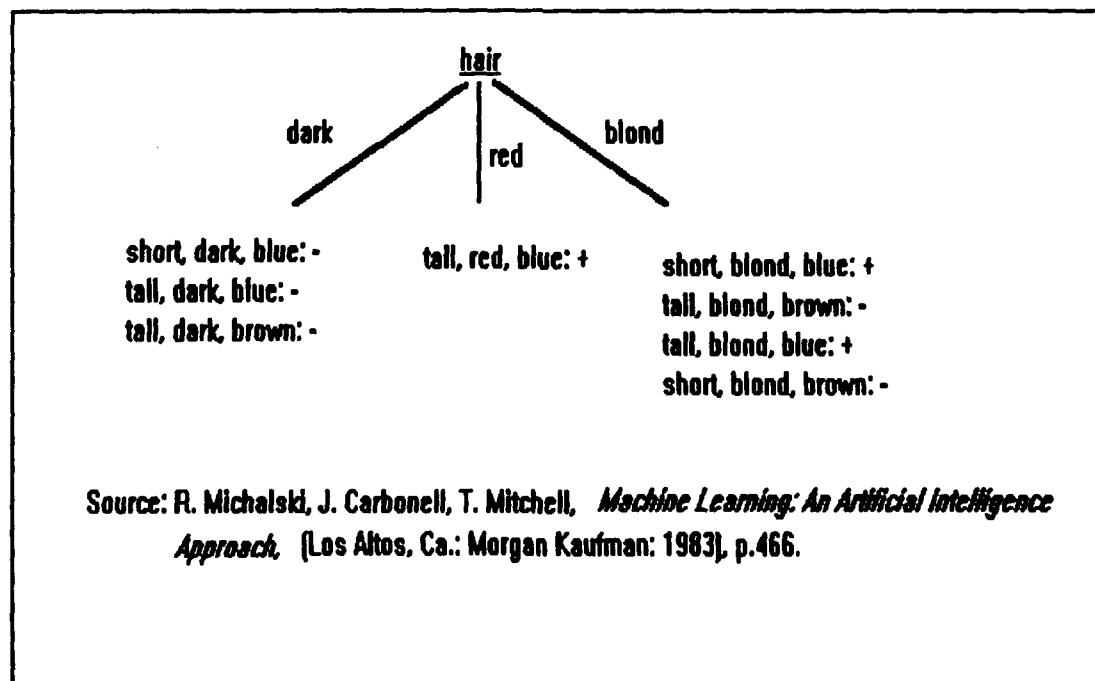 hair
dark
red
blond
short, dark, blue: -
tall, dark, blue: -
tall, dark, brown: -
tall, red, blue: +
short, blond, blue: +
tall, blond, brown: -
tall, blond, blue: +
short, blond, brown: -
Source: R. Michalski, J. Carbonell, T. Mitchell, Machine Learning: An Artificial Intelligence
Approach, (Los Altos, Ca.: Morgan Kaufman: 1983), p.466.